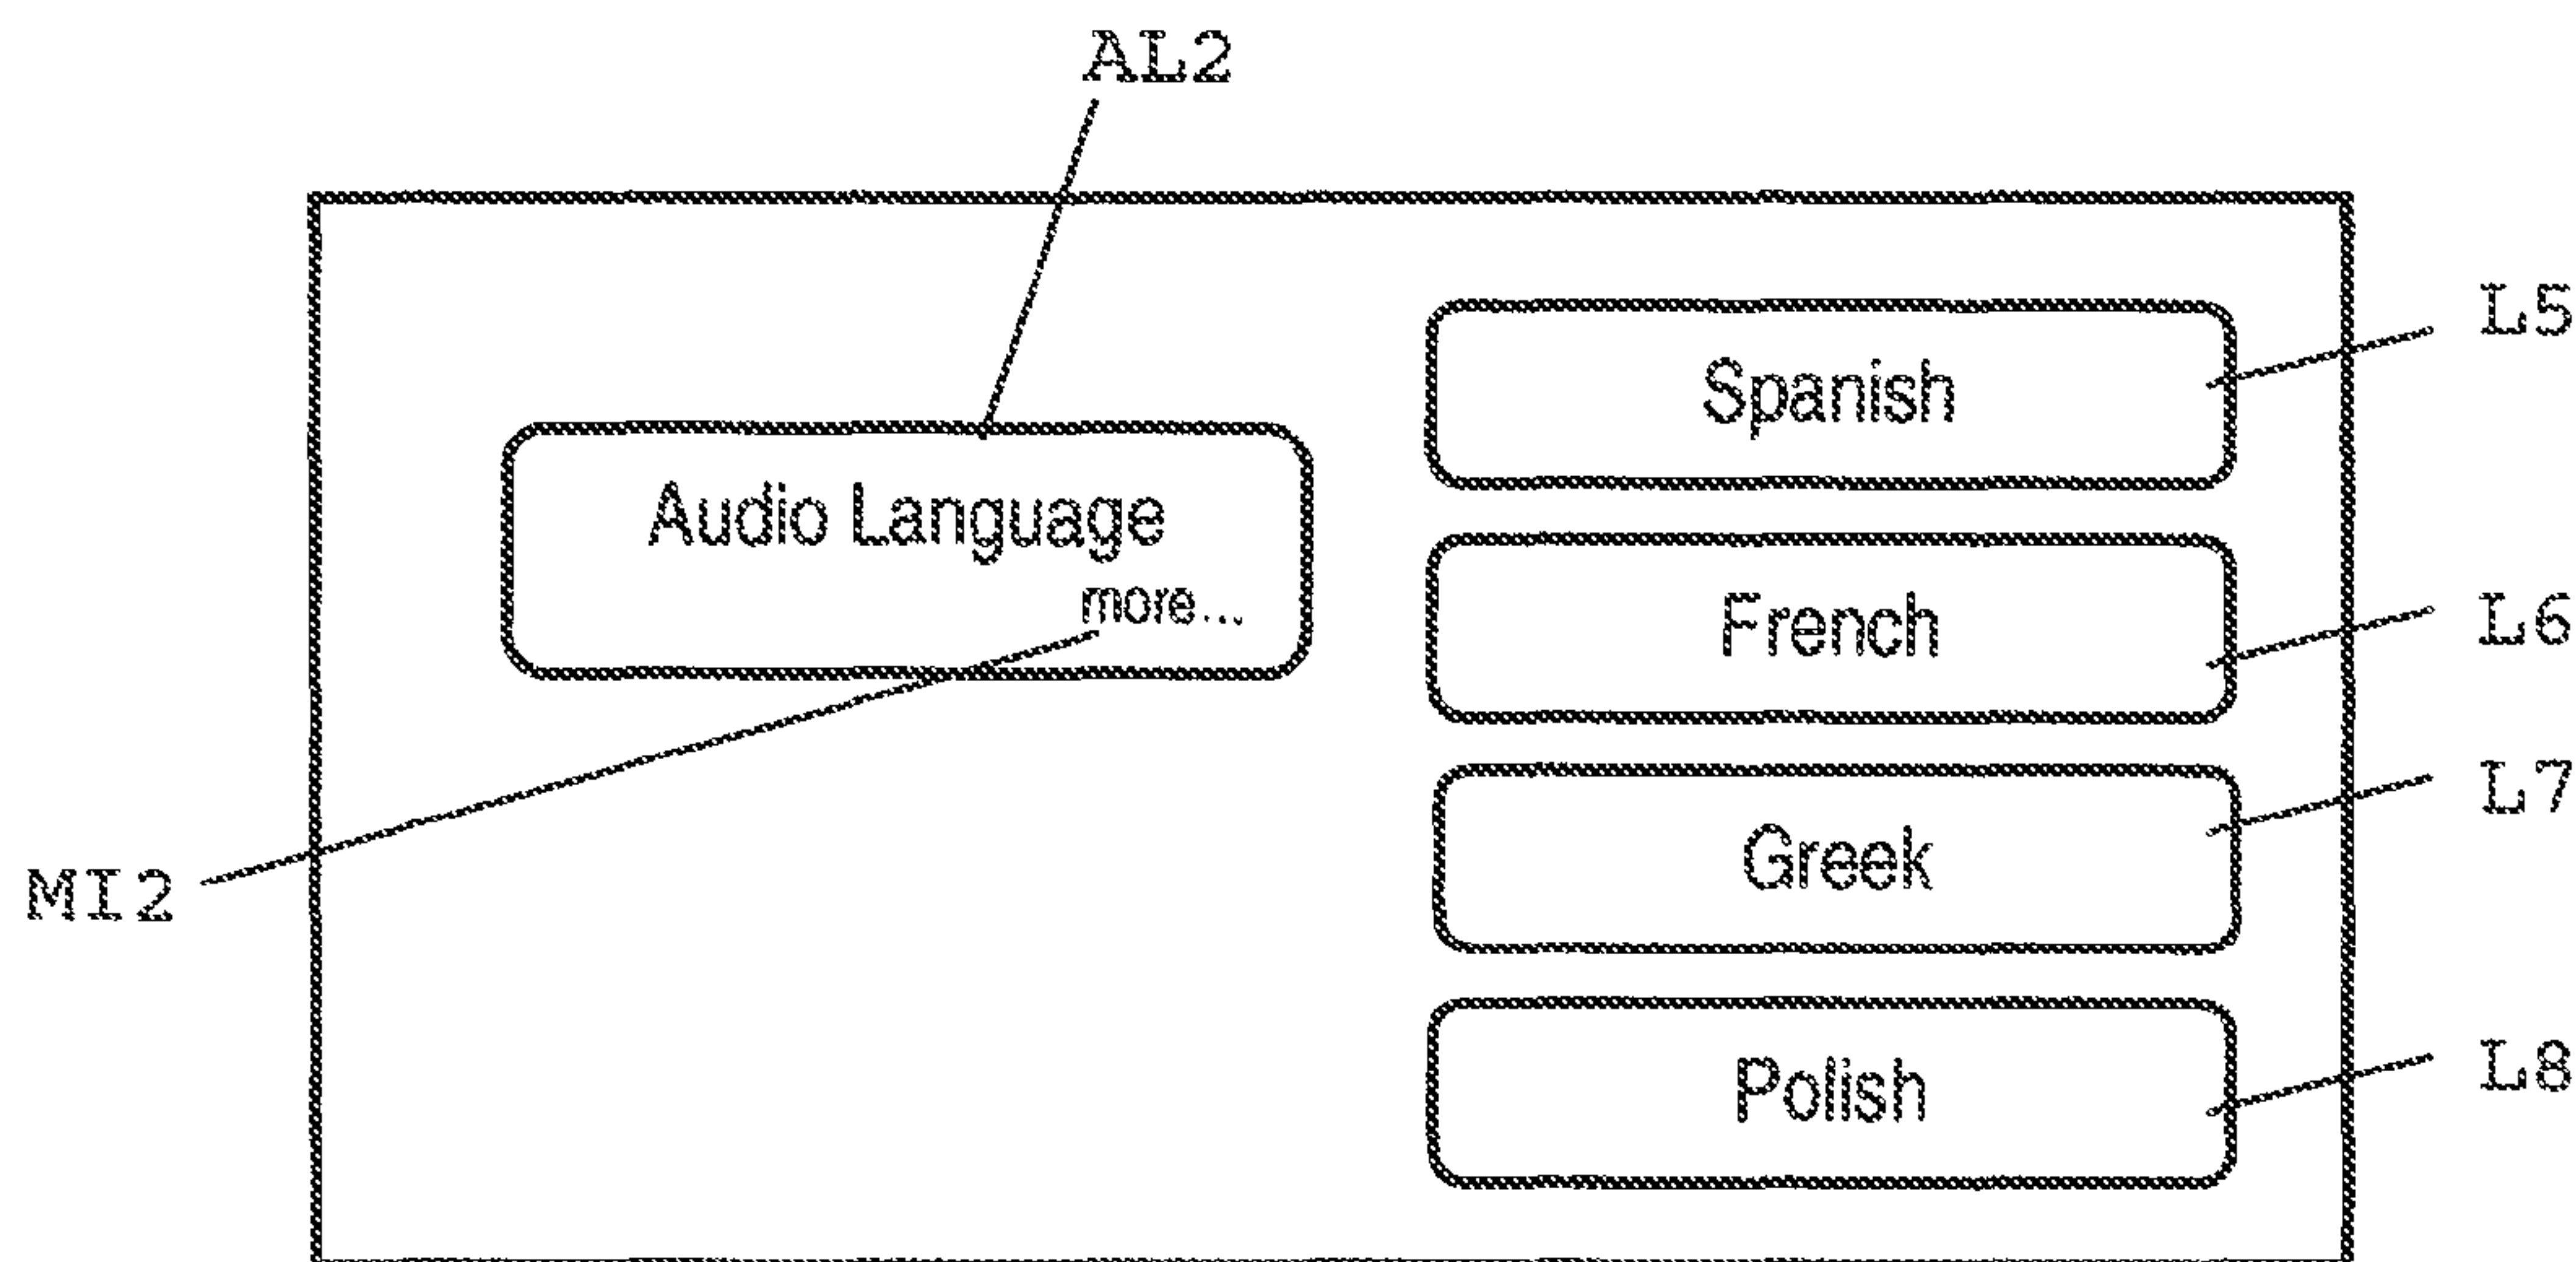 AL2
L5
Spanish
Audio Language
more...
French
L6
L7
Greek
MI2
Polish
L8